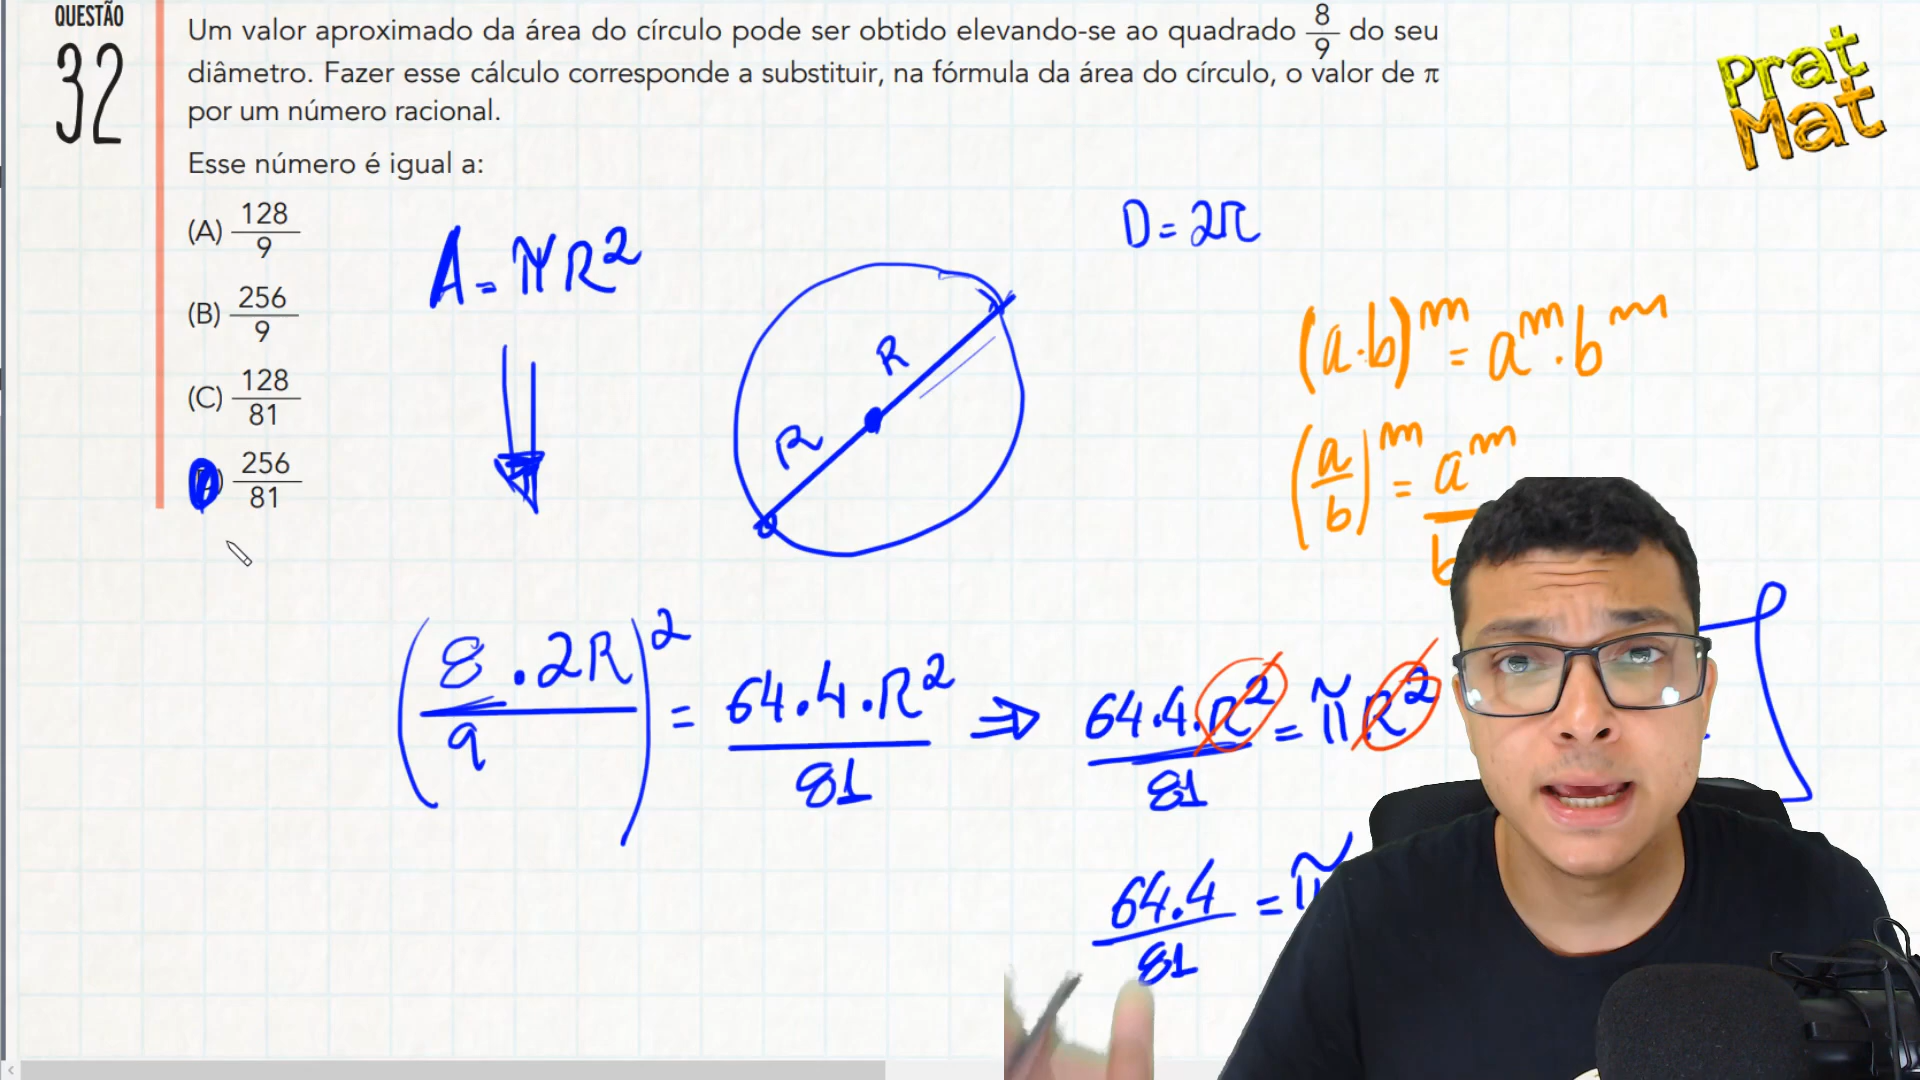 QUESTÃO
32
Um valor aproximado da área do círculo pode ser obtido elevando-se ao quadrado 8/9 do seu
diâmetro. Fazer esse cálculo corresponde a substituir, na fórmula da área do círculo, o valor de π
por um número racional.
Esse número é igual a:
(A) 128/9
(B) 256/9
(C) 128/81
256/81
Prat
Mat
A = πR²
D = 2R
R
R
(a·b)^m = a^m · b^m
(a/b)^m = a^m/b
(8·2R/9)² = 64·4·R²/81 ⇒ 64·4·R²/81 = πR²
64·4/81 = π